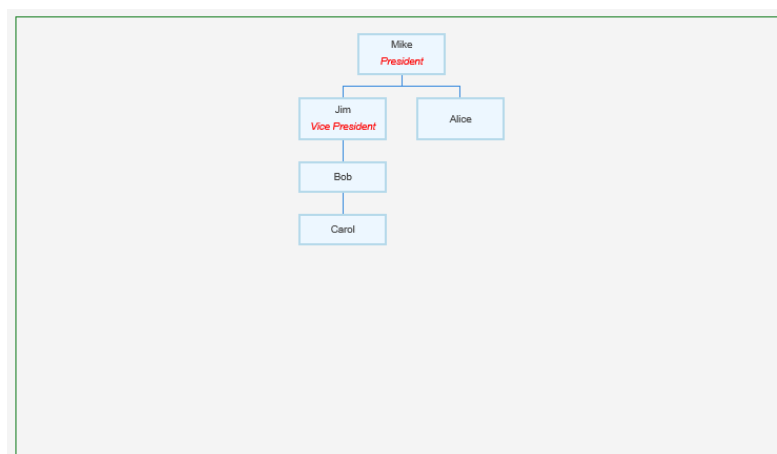 Mike
President
Jim
Vice President
Alice
Bob
Carol